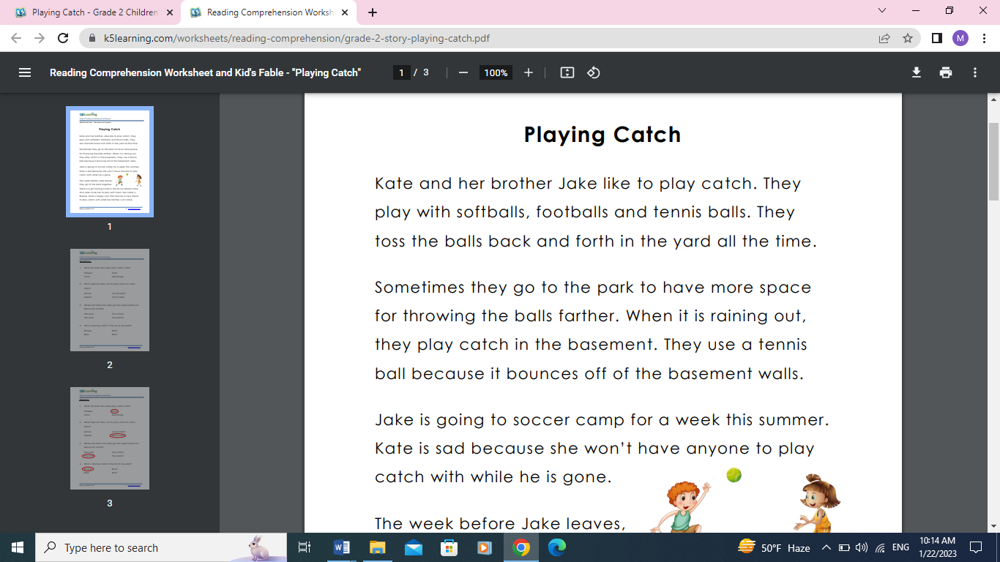 Playing Catch - Grade 2 Children
Reading Comprehension Worksh
k5learning.com/worksheets/reading-comprehension/grade-2-story-playing-catch.pdf
M
Reading Comprehension Worksheet and Kid's Fable - "Playing Catch"
1 / 3
100%
Playing Catch
Kate and her brother Jake like to play catch. They
play with softballs, footballs and tennis balls. They
toss the balls back and forth in the yard all the time.
Sometimes they go to the park to have more space
for throwing the balls farther. When it is raining out,
they play catch in the basement. They use a tennis
ball because it bounces off of the basement walls.
Jake is going to soccer camp for a week this summer.
Kate is sad because she won't have anyone to play
catch with while he is gone.
The week before Jake leaves,
1
2
3
Type here to search
50°F Haze
ENG
10:14 AM
1/22/2023